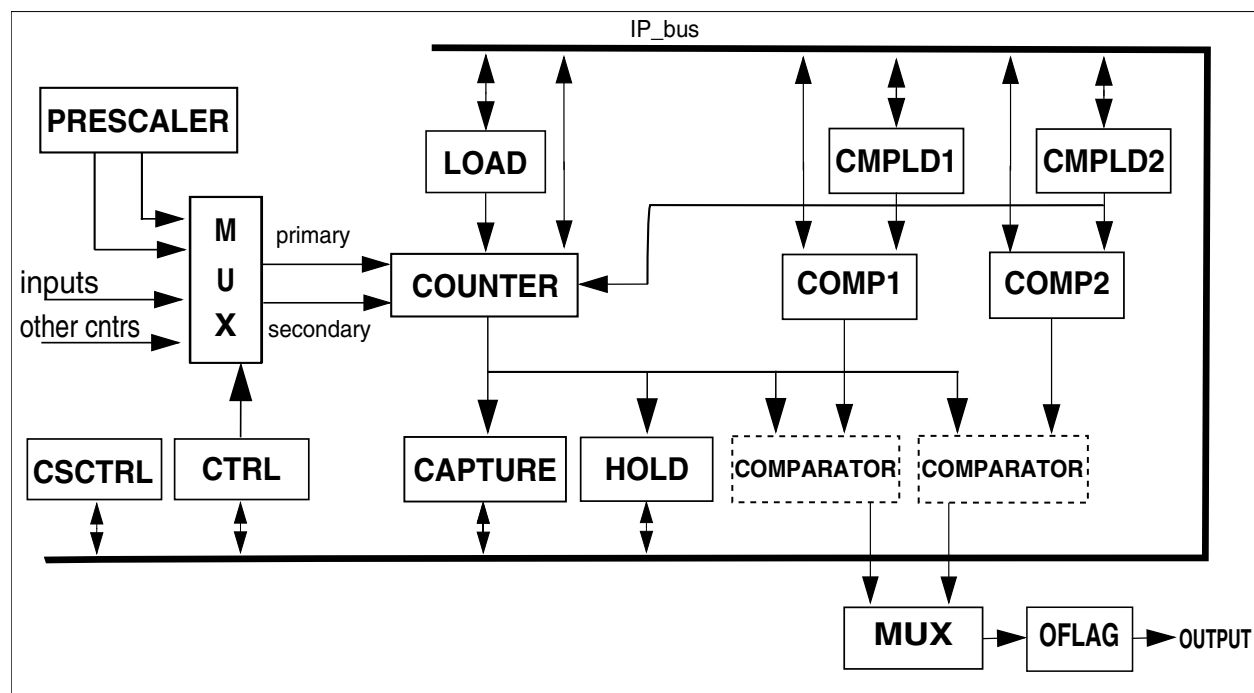 IP_bus
PRESCALER
LOAD
CMPLD1
CMPLD2
M
U
X
primary
secondary
inputs
other cntrs
COUNTER
COMP1
COMP2
CSCTRL
CTRL
CAPTURE
HOLD
COMPARATOR
COMPARATOR
MUX
OFLAG
OUTPUT